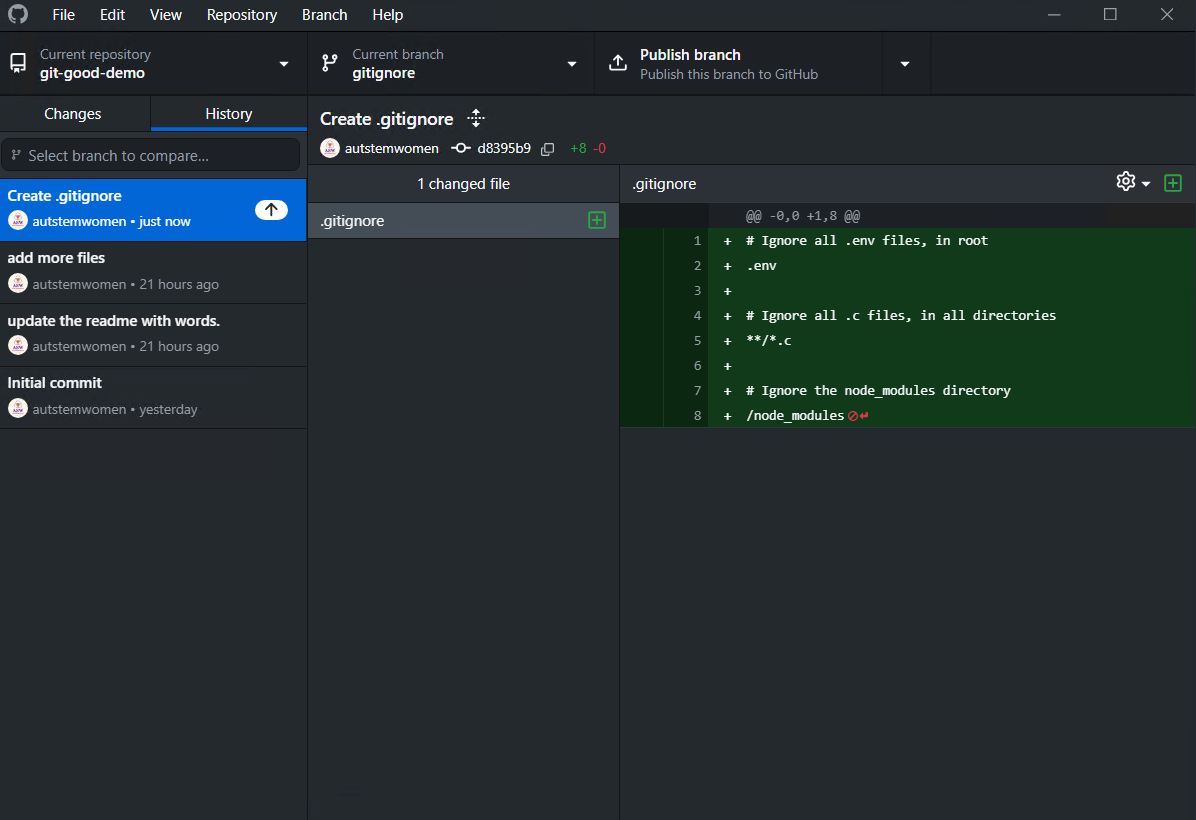 File Edit View Repository Branch Help
Current repository
git-good-demo
Current branch
gitignore
Publish branch
Publish this branch to GitHub
Changes History
Select branch to compare...
Create .gitignore
autstemwomen • just now
add more files
autstemwomen • 21 hours ago
update the readme with words.
autstemwomen • 21 hours ago
Initial commit
autstemwomen • yesterday
Create .gitignore
autstemwomen d8395b9 +8 -0
1 changed file
.gitignore
.gitignore
@@ -0,0 +1,8 @@
1 + # Ignore all .env files, in root
2 + .env
3 +
4 + # Ignore all .c files, in all directories
5 + **/*.c
6 +
7 + # Ignore the node_modules directory
8 + /node_modules